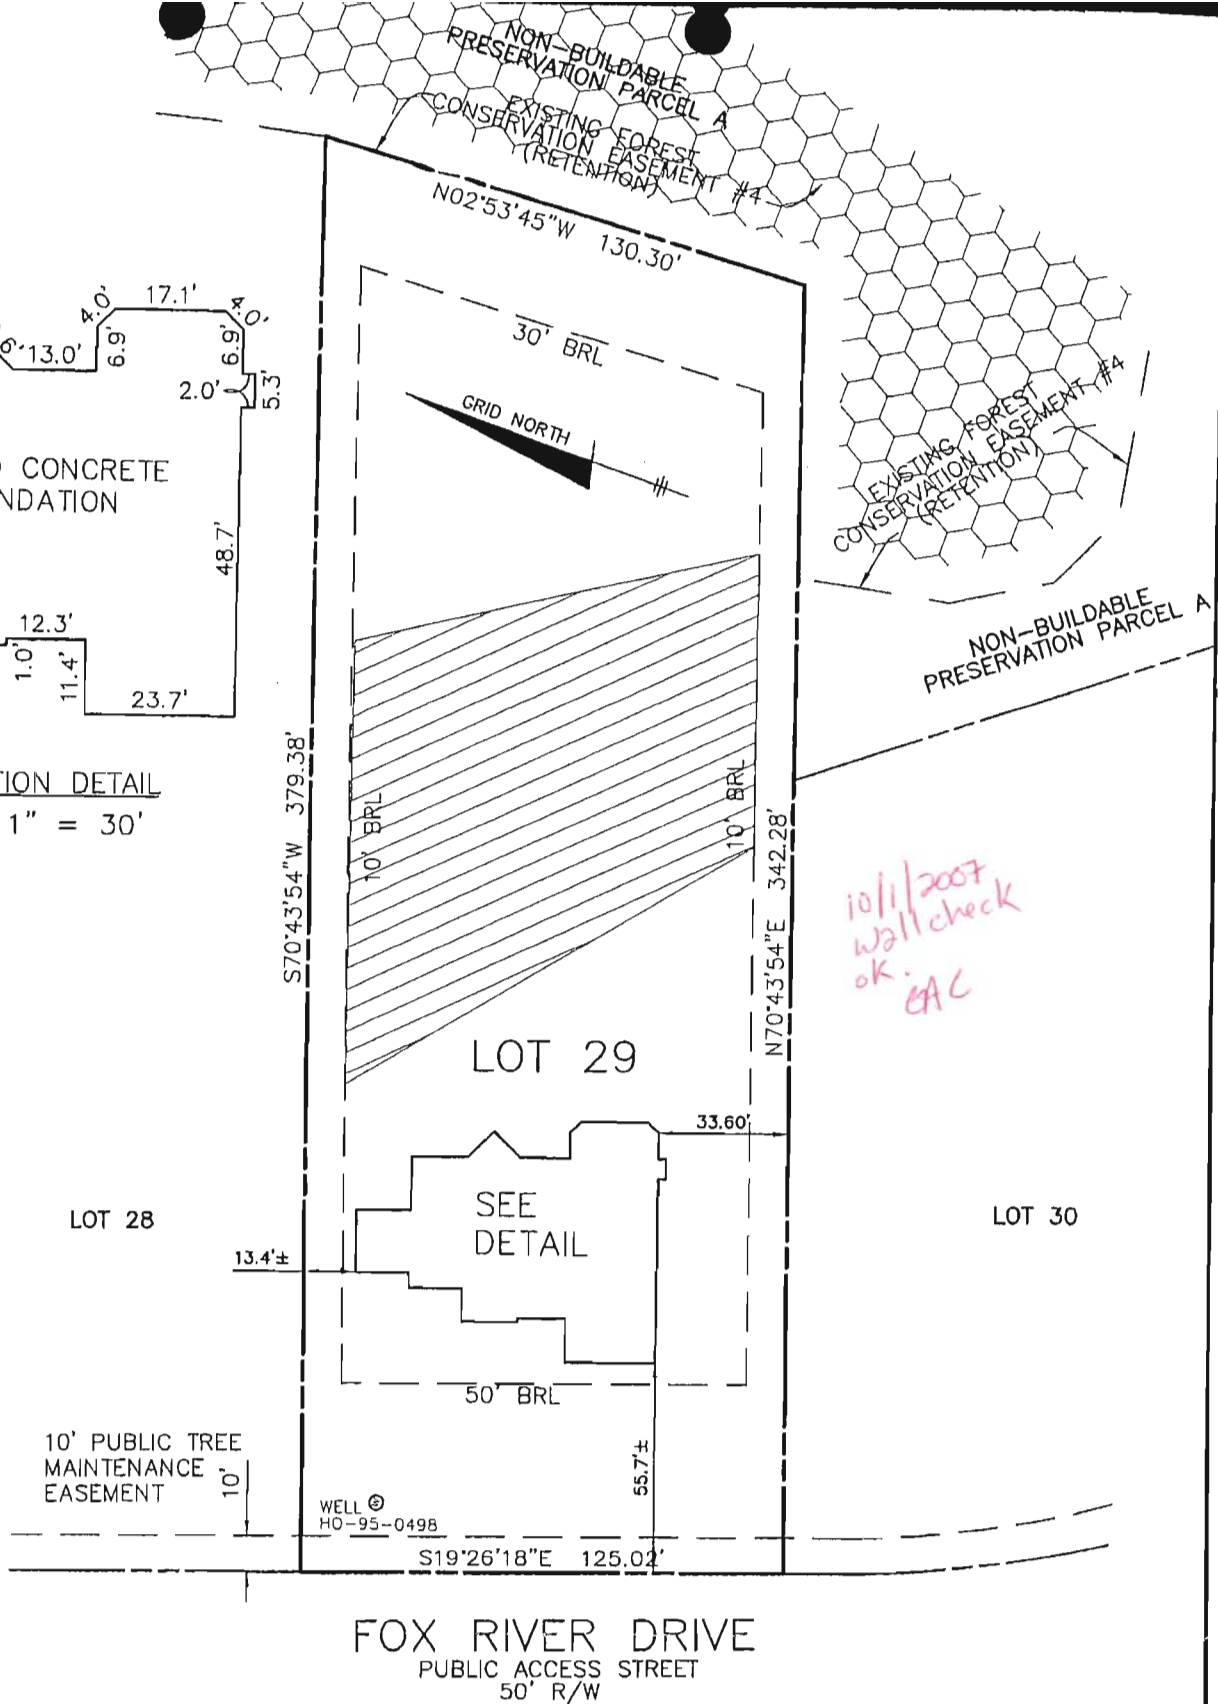 NON-BUILDABLE
PRESERVATION PARCEL A
EXISTING FOREST
CONSERVATION EASEMENT #4
(RETENTION)
N02°53'45"W 130.30'
30' BRL
GRID NORTH
4.0'
17.1'
4.0'
6.9'
6.9'
13.0'
2.0'
5.3'
CONCRETE
NDATION
48.7'
12.3'
1.0'
11.4'
23.7'
TION DETAIL
1" = 30'
EXISTING FOREST
CONSERVATION EASEMENT #4
(RETENTION)
NON-BUILDABLE
PRESERVATION PARCEL A
S70°43'54"W 379.38'
10' BRL
10' BRL
N70°43'54"E 342.28'
10/1/2007
wall check
ok.
LOT 29
33.60'
SEE
DETAIL
LOT 28
LOT 30
13.4'±
50' BRL
55.7'±
10' PUBLIC TREE
MAINTENANCE
EASEMENT
10'
WELL
HO-95-0498
S19°26'18"E 125.02'
FOX RIVER DRIVE
PUBLIC ACCESS STREET
50' R/W